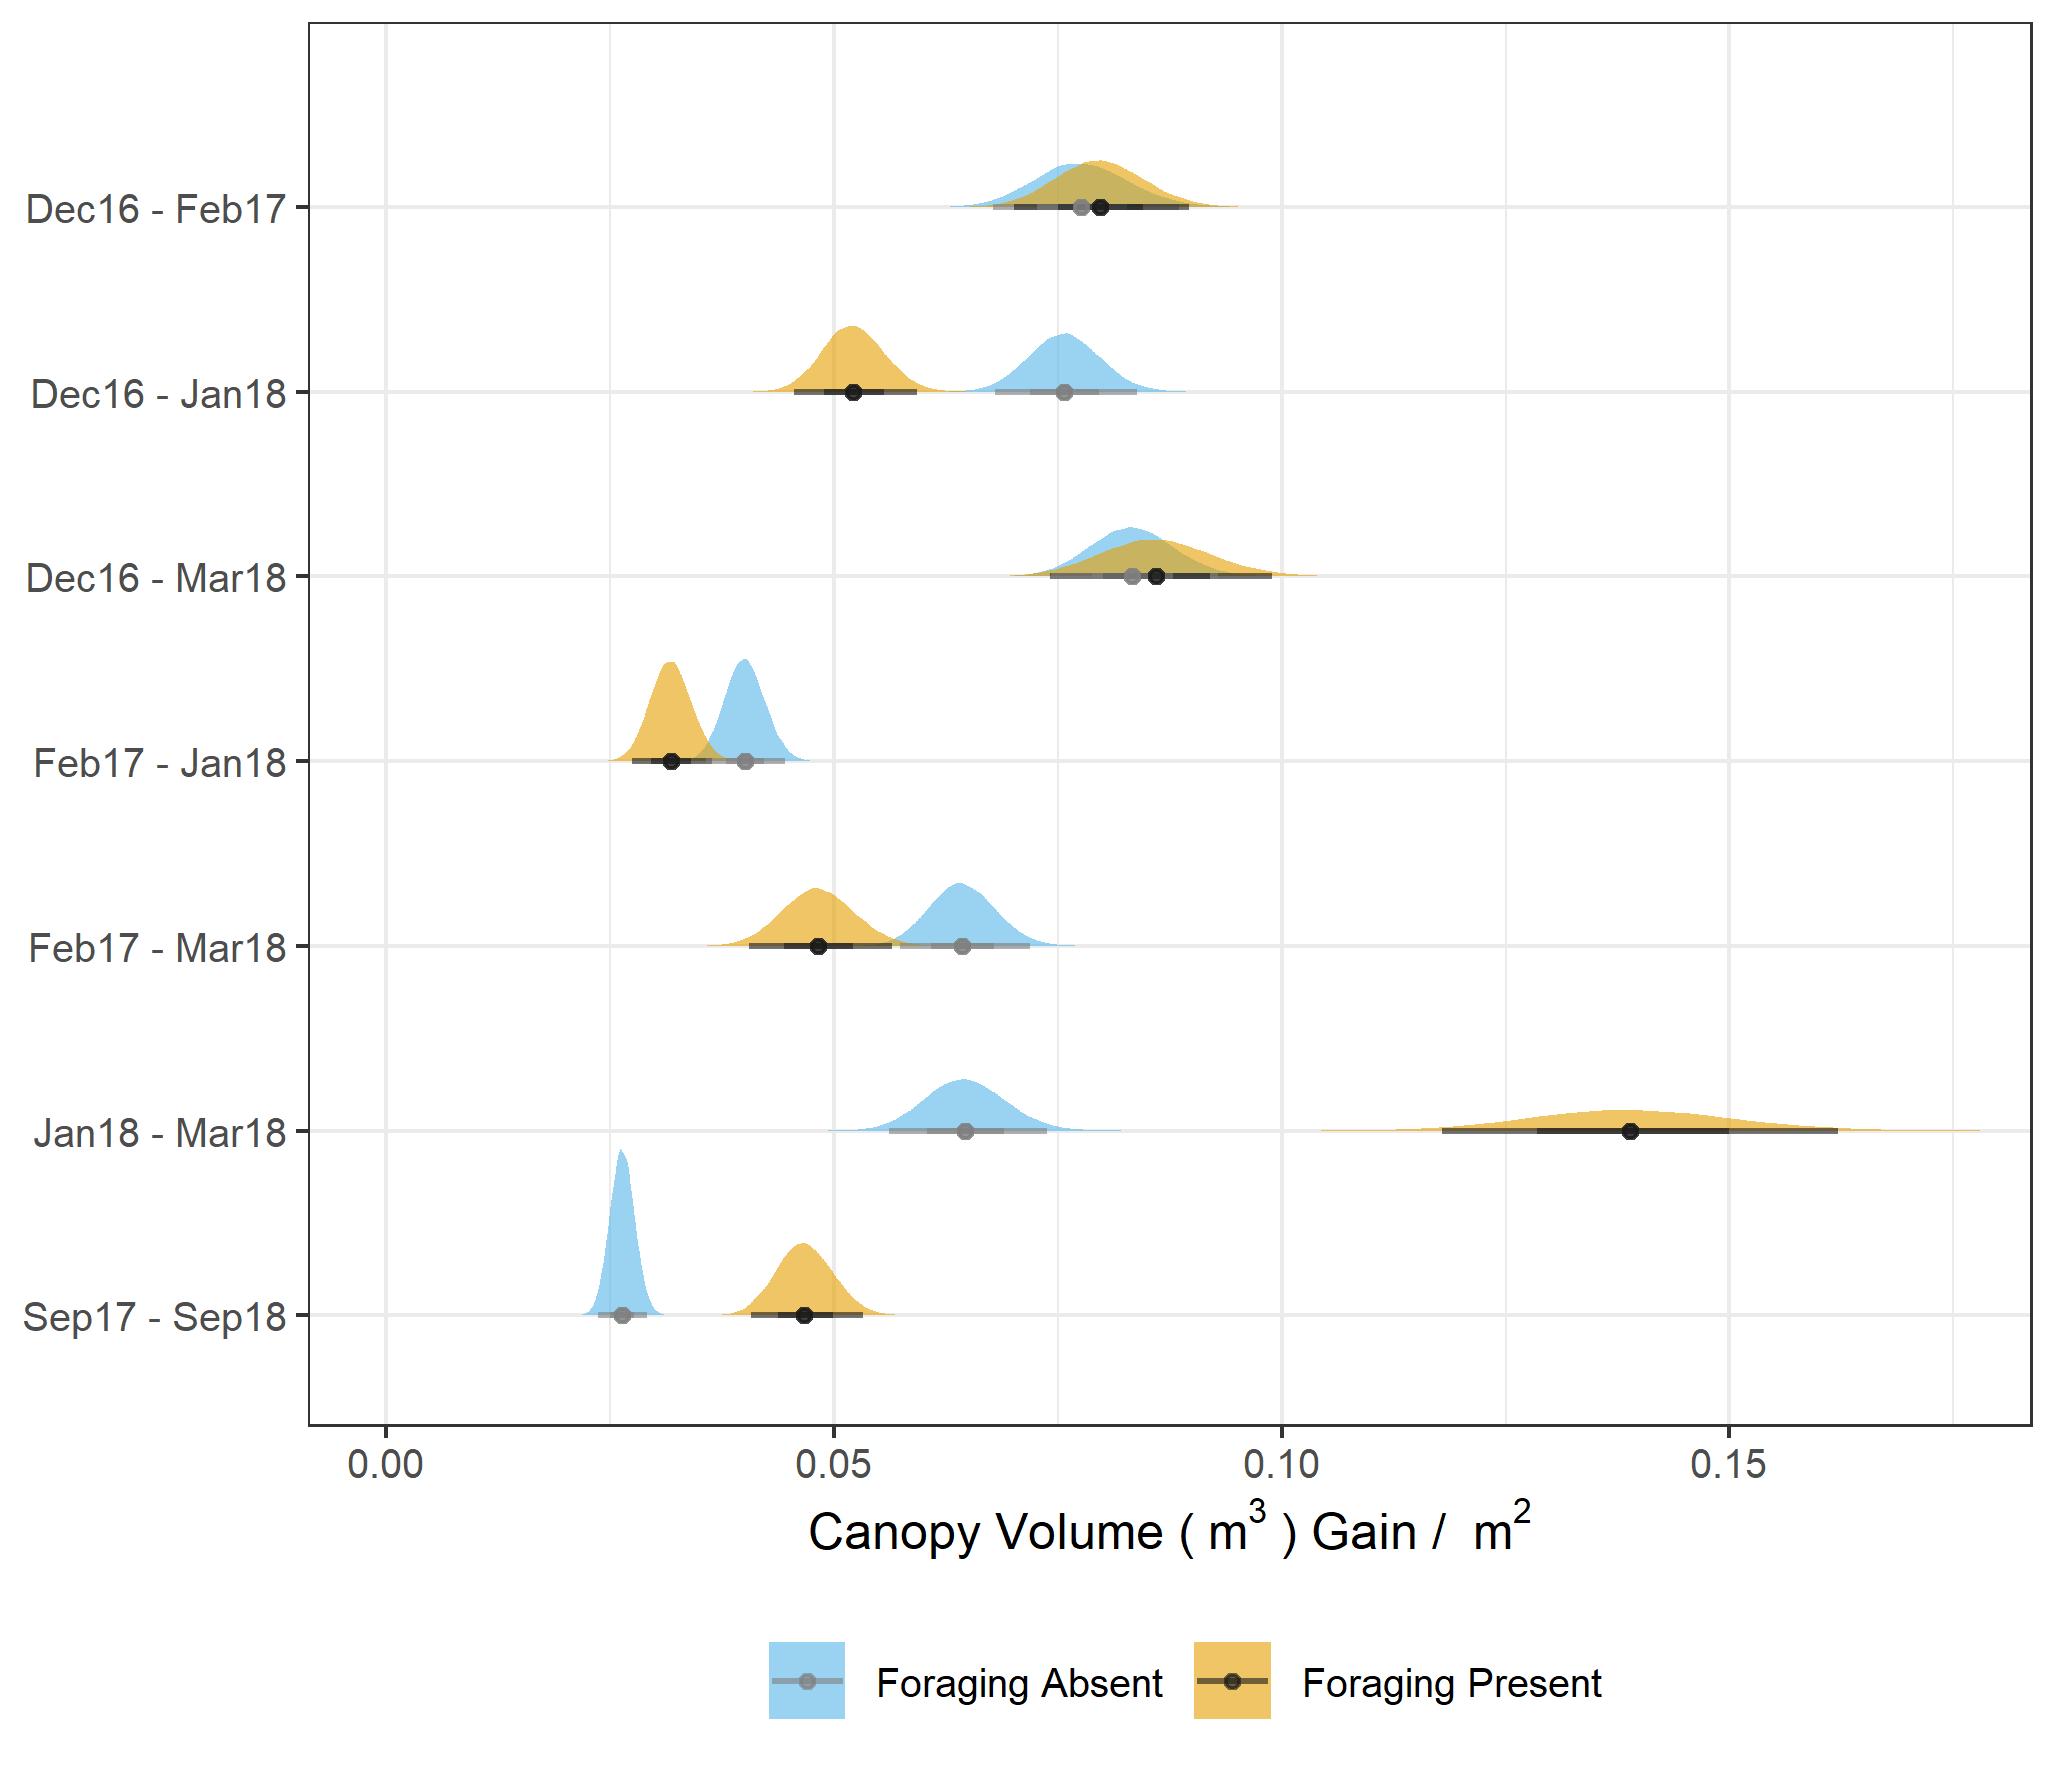 Dec16 - Feb17
Dec16 - Jan18
Dec16 - Mar18
Feb17 - Jan18
Feb17 - Mar18
Jan18 - Mar18
Sep17 - Sep18
0.00 0.05 0.10 0.15
Canopy Volume ( m³ ) Gain / m²
Foraging Absent Foraging Present